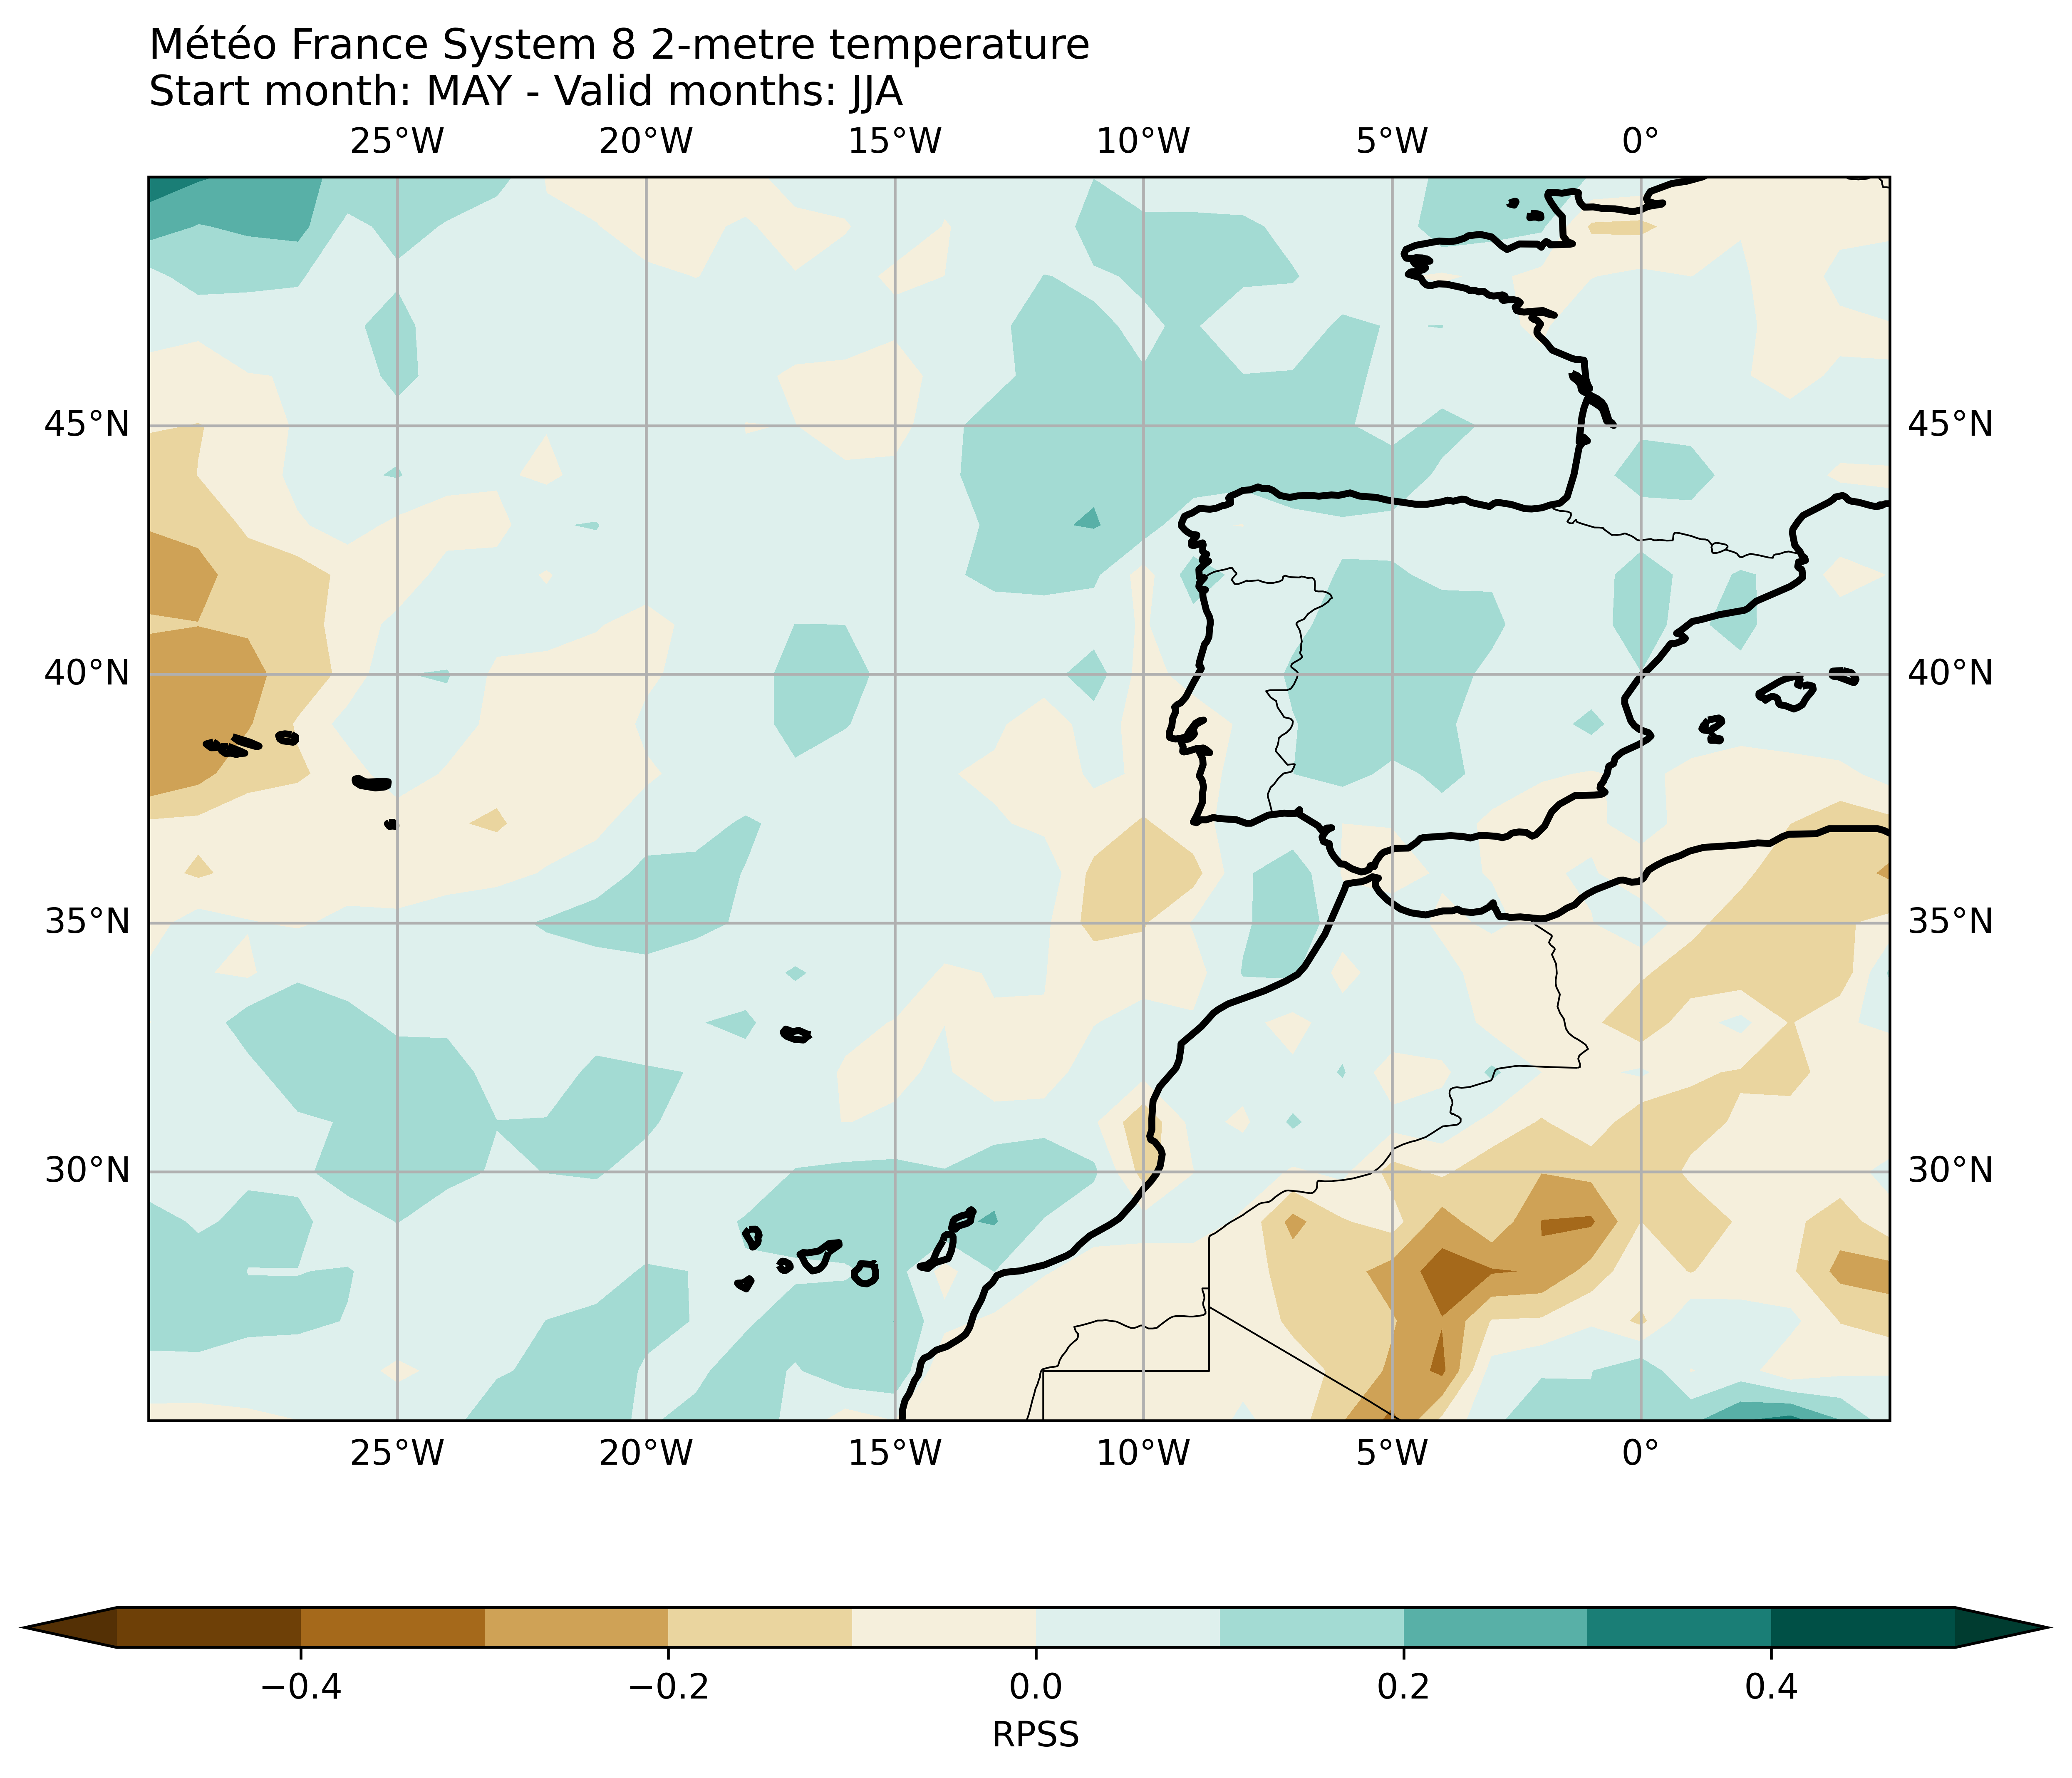 Météo France System 8 2-metre temperature
Start month: MAY - Valid months: JJA
25°W 20°W 15°W 10°W 5°W 0°
45°N 45°N
40°N 40°N
35°N 35°N
30°N 30°N
25°W 20°W 15°W 10°W 5°W 0°
−0.4 −0.2 0.0 0.2 0.4
RPSS